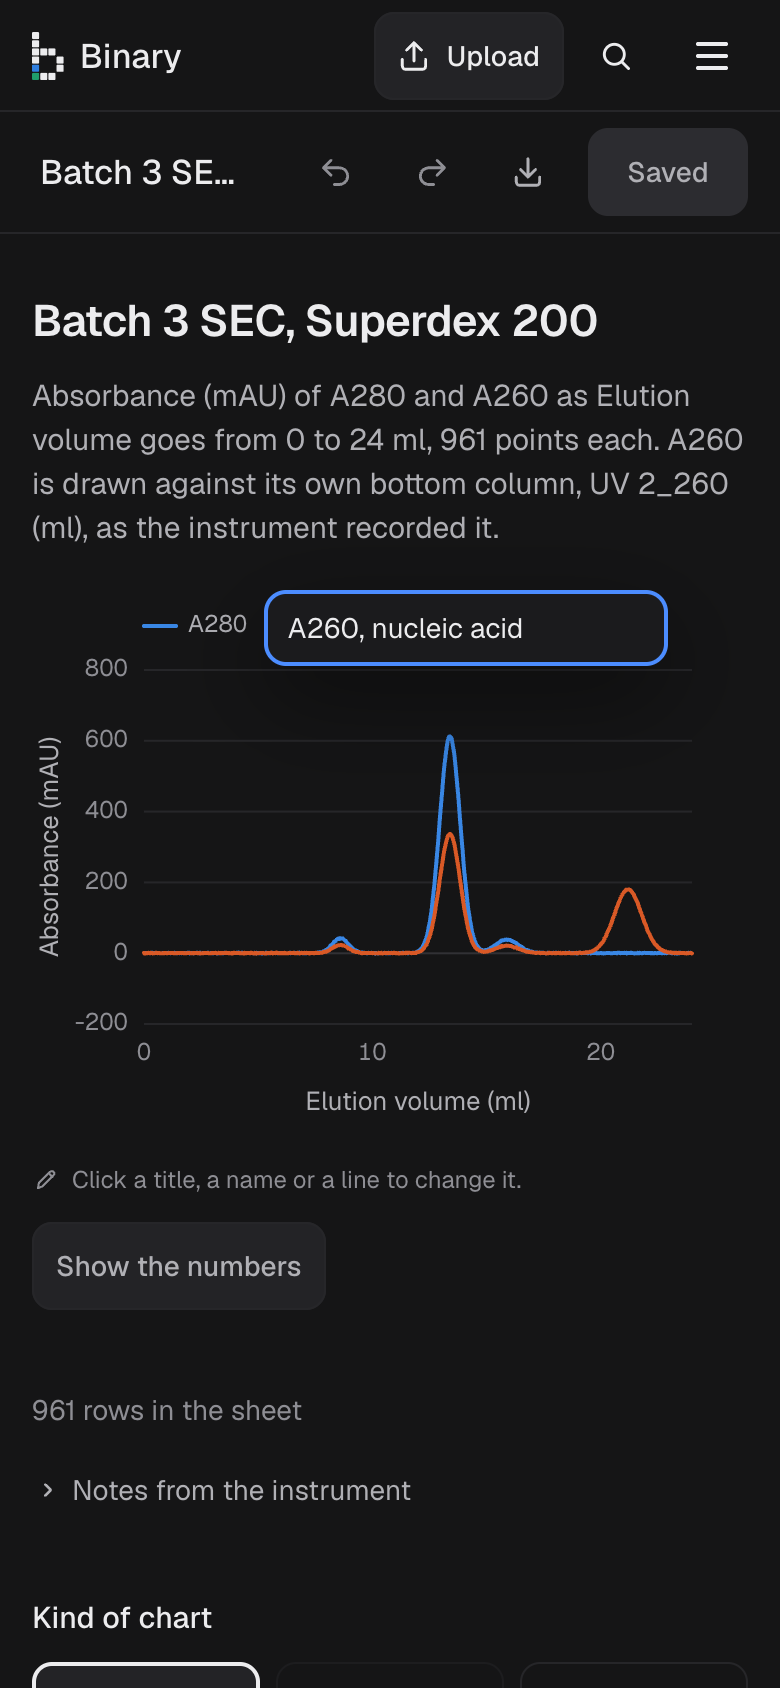 Binary
Upload
Batch 3 SE...
Saved
Batch 3 SEC, Superdex 200
Absorbance (mAU) of A280 and A260 as Elution
volume goes from 0 to 24 ml, 961 points each. A260
is drawn against its own bottom column, UV 2_260
(ml), as the instrument recorded it.
A280
A260, nucleic acid
800
600
400
200
0
-200
Absorbance (mAU)
0 10 20
Elution volume (ml)
Click a title, a name or a line to change it.
Show the numbers
961 rows in the sheet
Notes from the instrument
Kind of chart